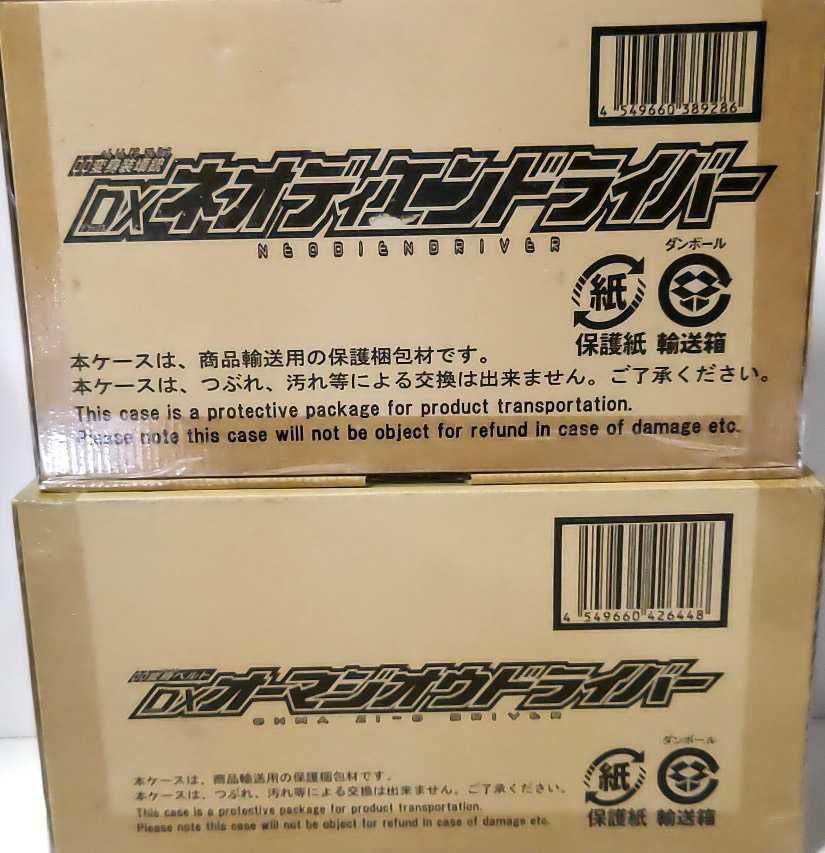 4 549660 389286
変身装填銃
DXネオディエンドライバー
NEODIENDRIVER
ダンボール
紙
保護紙 輸送箱
本ケースは、商品輸送用の保護梱包材です。
本ケースは、つぶれ、汚れ等による交換は出来ません。ご了承ください。
This case is a protective package for product transportation.
Please note this case will not be object for refund in case of damage etc.
4 549660 426448
変身ベルト
DXオーマジオウドライバー
OHMA ZI-O DRIVER
ダンボール
紙
保護紙 輸送箱
本ケースは、商品輸送用の保護梱包材です。
本ケースは、つぶれ、汚れ等による交換は出来ません。ご了承ください。
This case is a protective package for product transportation.
Please note this case will not be object for refund in case of damage etc.